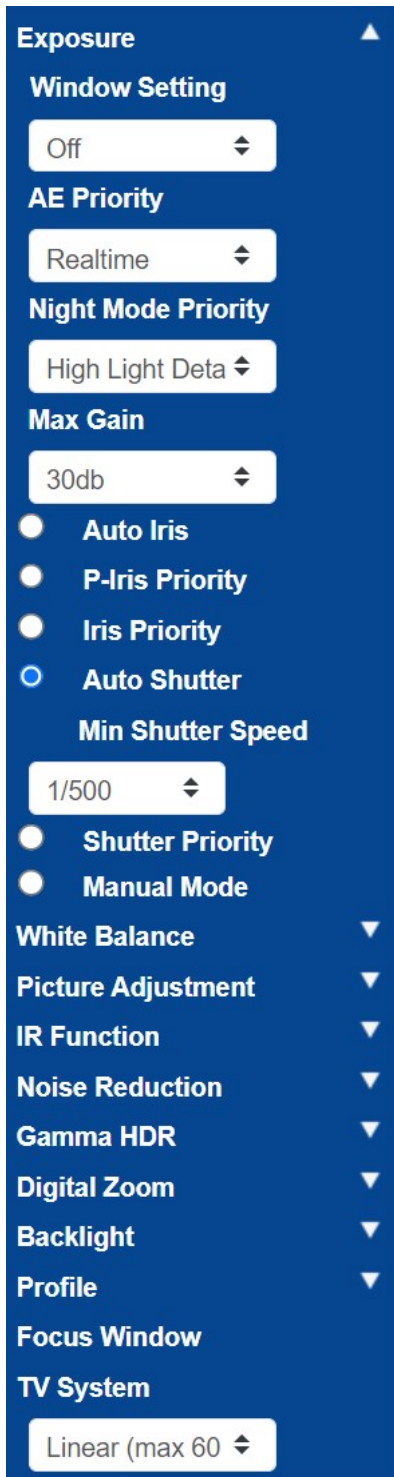 Exposure
Window Setting
Off
AE Priority
Realtime
Night Mode Priority
High Light Deta
Max Gain
30db
Auto Iris
P-Iris Priority
Iris Priority
Auto Shutter
Min Shutter Speed
1/500
Shutter Priority
Manual Mode
White Balance
Picture Adjustment
IR Function
Noise Reduction
Gamma HDR
Digital Zoom
Backlight
Profile
Focus Window
TV System
Linear (max 60